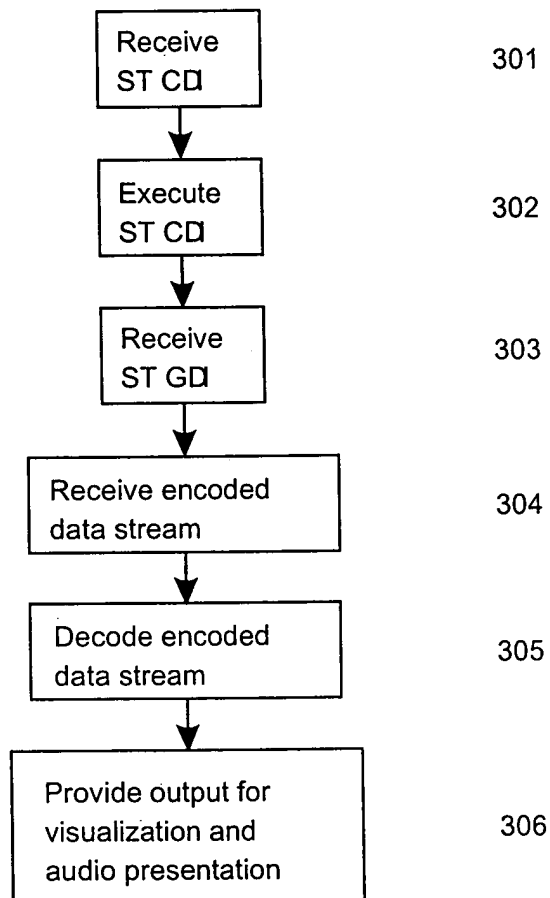 Receive
ST CDI
301
Execute
ST CDI
302
Receive
ST GDI
303
Receive encoded
data stream
304
Decode encoded
data stream
305
Provide output for
visualization and
audio presentation
306